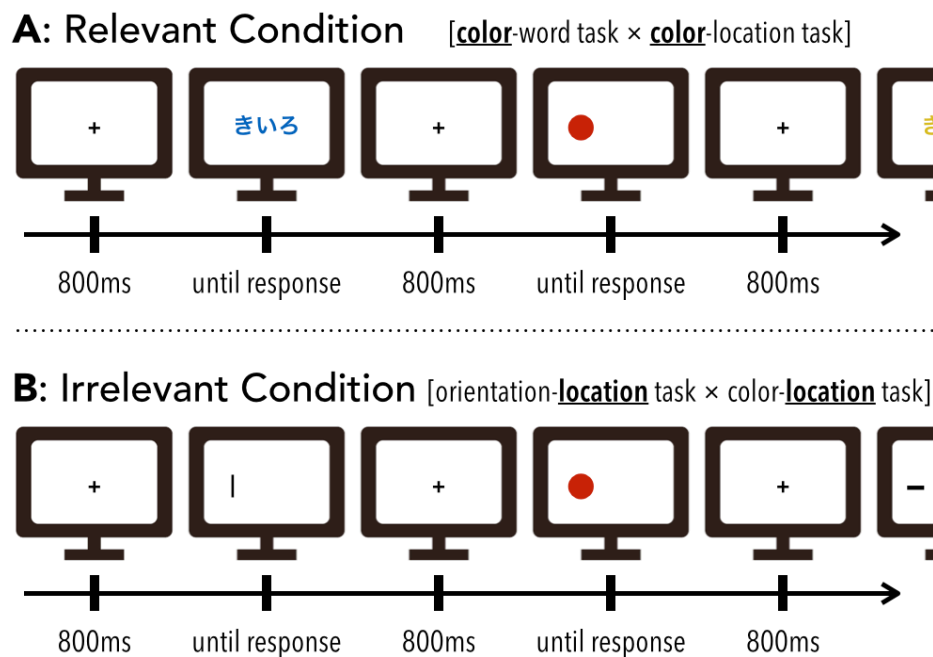 A: Relevant Condition [color-word task × color-location task]
+
きいろ
+
+
800ms
until response
800ms
until response
800ms
B: Irrelevant Condition [orientation-location task × color-location task]
+
+
+
800ms
until response
800ms
until response
800ms